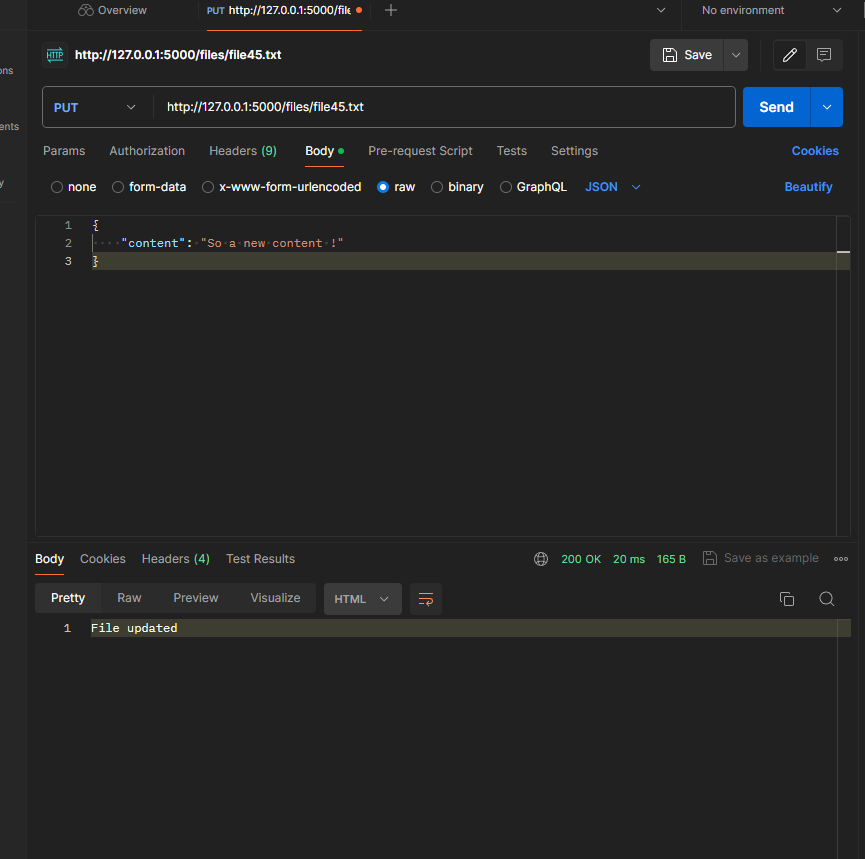 Overview PUT http://127.0.0.1:5000/file No environment
HTTP http://127.0.0.1:5000/files/file45.txt Save
ons
PUT http://127.0.0.1:5000/files/file45.txt Send
ents
Params Authorization Headers (9) Body Pre-request Script Tests Settings Cookies
y
none form-data x-www-form-urlencoded raw binary GraphQL JSON Beautify
1 {
2 "content": "So a new content !"
3 }
Body Cookies Headers (4) Test Results 200 OK 20 ms 165 B Save as example
Pretty Raw Preview Visualize HTML
1 File updated